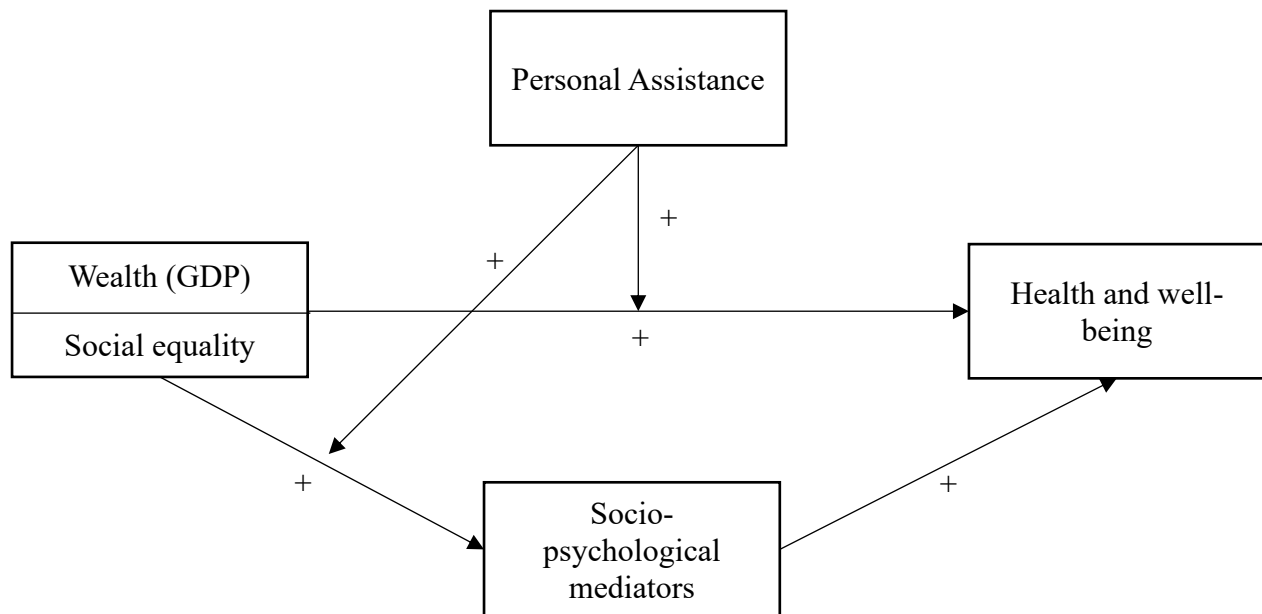 Personal Assistance
+
+
Wealth (GDP)
Social equality
+
Health and well-
being
+
+
Socio-
psychological
mediators